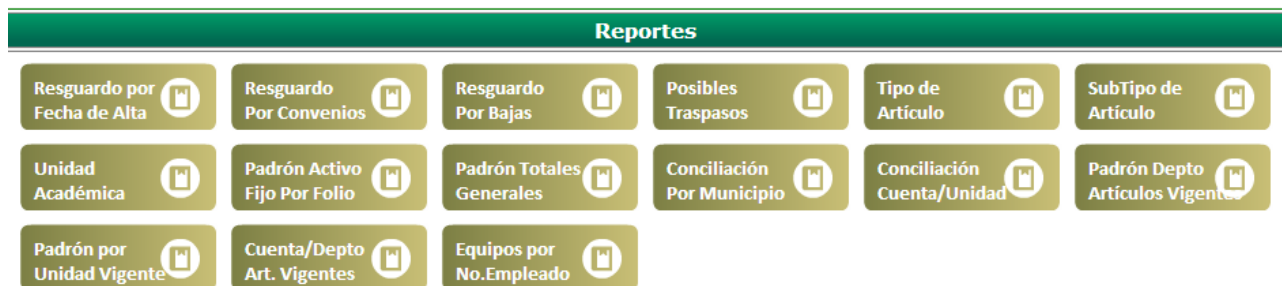 Reportes
Resguardo por
Fecha de Alta
Resguardo
Por Convenios
Resguardo
Por Bajas
Posibles
Traspasos
Tipo de
Artículo
SubTipo de
Artículo
Unidad
Académica
Padrón Activo
Fijo Por Folio
Padrón Totales
Generales
Conciliación
Por Municipio
Conciliación
Cuenta/Unidad
Padrón Depto
Artículos Vigentes
Padrón por
Unidad Vigente
Cuenta/Depto
Art. Vigentes
Equipos por
No.Empleado